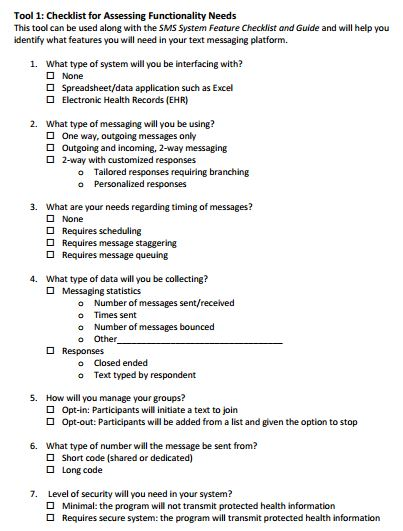 Tool 1: Checklist for Assessing Functionality Needs
This tool can be used along with the SMS System Feature Checklist and Guide and will help you
identify what features you will need in your text messaging platform.
1. What type of system will you be interfacing with?
☐ None
☐ Spreadsheet/data application such as Excel
☐ Electronic Health Records (EHR)
2. What type of messaging will you be using?
☐ One way, outgoing messages only
☐ Outgoing and incoming, 2-way messaging
☐ 2-way with customized responses
o Tailored responses requiring branching
o Personalized responses
3. What are your needs regarding timing of messages?
☐ None
☐ Requires scheduling
☐ Requires message staggering
☐ Requires message queuing
4. What type of data will you be collecting?
☐ Messaging statistics
o Number of messages sent/received
o Times sent
o Number of messages bounced
o Other_________________________________
☐ Responses
o Closed ended
o Text typed by respondent
5. How will you manage your groups?
☐ Opt-in: Participants will initiate a text to join
☐ Opt-out: Participants will be added from a list and given the option to stop
6. What type of number will the message be sent from?
☐ Short code (shared or dedicated)
☐ Long code
7. Level of security will you need in your system?
☐ Minimal: the program will not transmit protected health information
☐ Requires secure system: the program will transmit protected health information